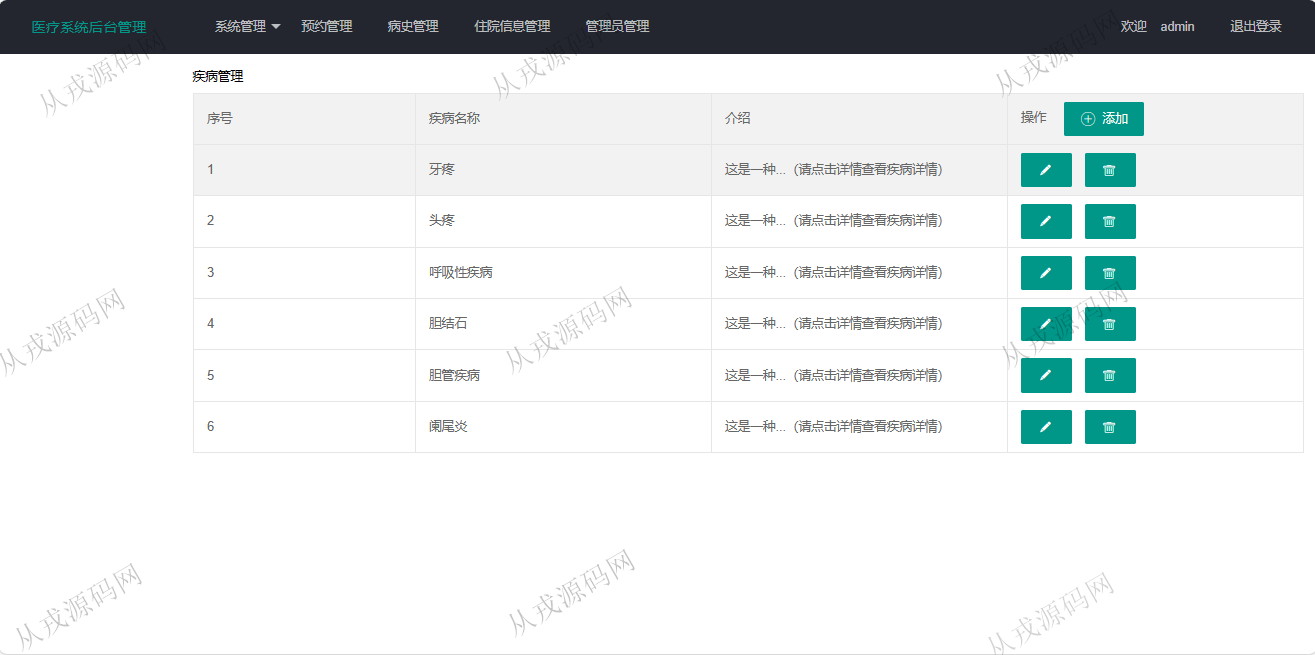 医疗系统后台管理 系统管理 预约管理 病史管理 住院信息管理 管理员管理 欢迎 admin 退出登录
疾病管理
序号 疾病名称 介绍 操作 添加
1 牙疼 这是一种... (请点击详情查看疾病详情)
2 头疼 这是一种... (请点击详情查看疾病详情)
3 呼吸性疾病 这是一种... (请点击详情查看疾病详情)
4 胆结石 这是一种... (请点击详情查看疾病详情)
5 胆管疾病 这是一种... (请点击详情查看疾病详情)
6 阑尾炎 这是一种... (请点击详情查看疾病详情)
从戎源码网
从戎源码网
从戎源码网
从戎源码网
从戎源码网
从戎源码网
从戎源码网
从戎源码网
从戎源码网